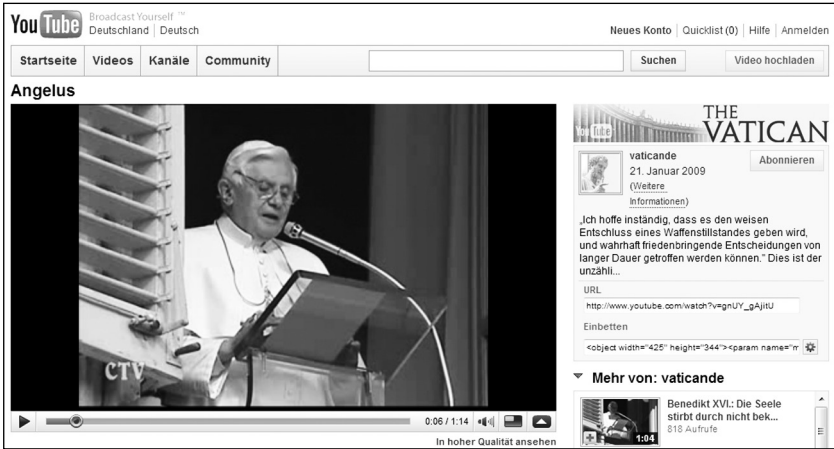 You Tube
Broadcast Yourself ™
Deutschland | Deutsch
Neues Konto | Quicklist (0) | Hilfe | Anmelden
Startseite Videos Kanäle Community Suchen Video hochladen
Angelus
CTV
0:06 / 1:14
In hoher Qualität ansehen
You Tube
THE
VATICAN
vaticande
21. Januar 2009
(Weitere
Informationen)
Abonnieren
„Ich hoffe inständig, dass es den weisen
Entschluss eines Waffenstillstandes geben wird,
und wahrhaft friedenbringende Entscheidungen von
langer Dauer getroffen werden können." Dies ist der
unzähli...
URL
http://www.youtube.com/watch?v=gnUY_gAjitU
Einbetten
<object width="425" height="344"><param name="m
Mehr von: vaticande
1:04
Benedikt XVI.: Die Seele
stirbt durch nicht bek...
818 Aufrufe